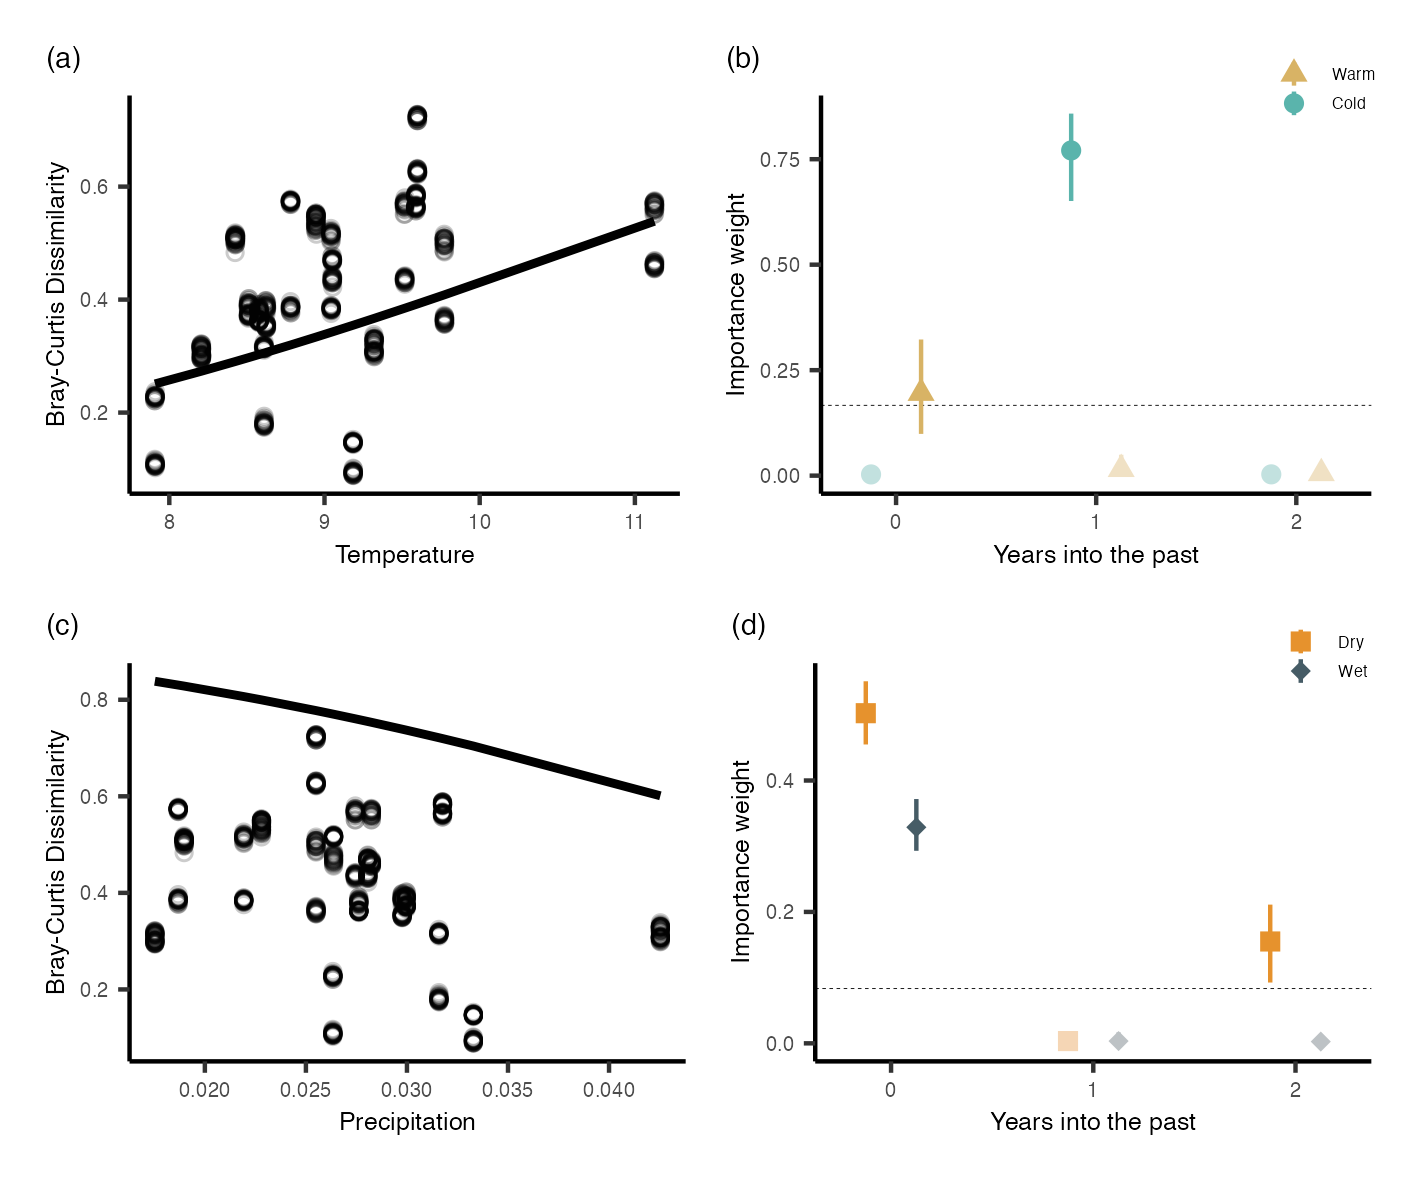 (a)
Bray-Curtis Dissimilarity
0.6
0.4
0.2
8 9 10 11
Temperature
(b)
Warm
Cold
Importance weight
0.75
0.50
0.25
0.00
0 1 2
Years into the past
(c)
Bray-Curtis Dissimilarity
0.8
0.6
0.4
0.2
0.020 0.025 0.030 0.035 0.040
Precipitation
(d)
Dry
Wet
Importance weight
0.4
0.2
0.0
0 1 2
Years into the past